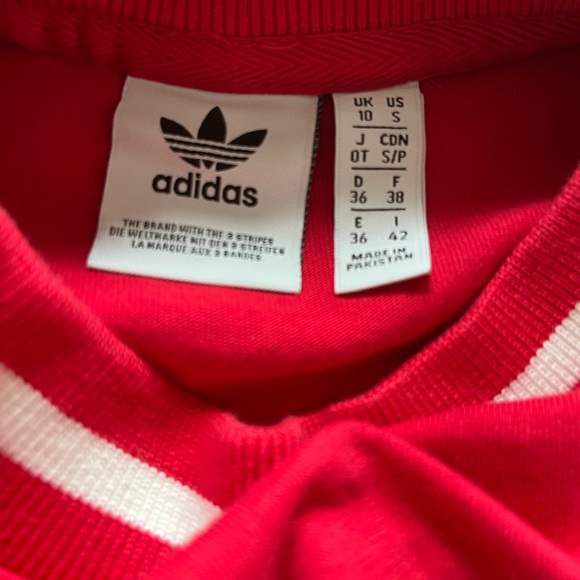 adidas
THE BRAND WITH THE 3 STRIPES
DIE WELTMARKE MIT DEN 3 STREIFEN
LA MARQUE AUX 3 BANDES
UK US
10 S
J CDN
OT S/P
D F
36 38
E I
36 42
MADE IN
PAKISTAN